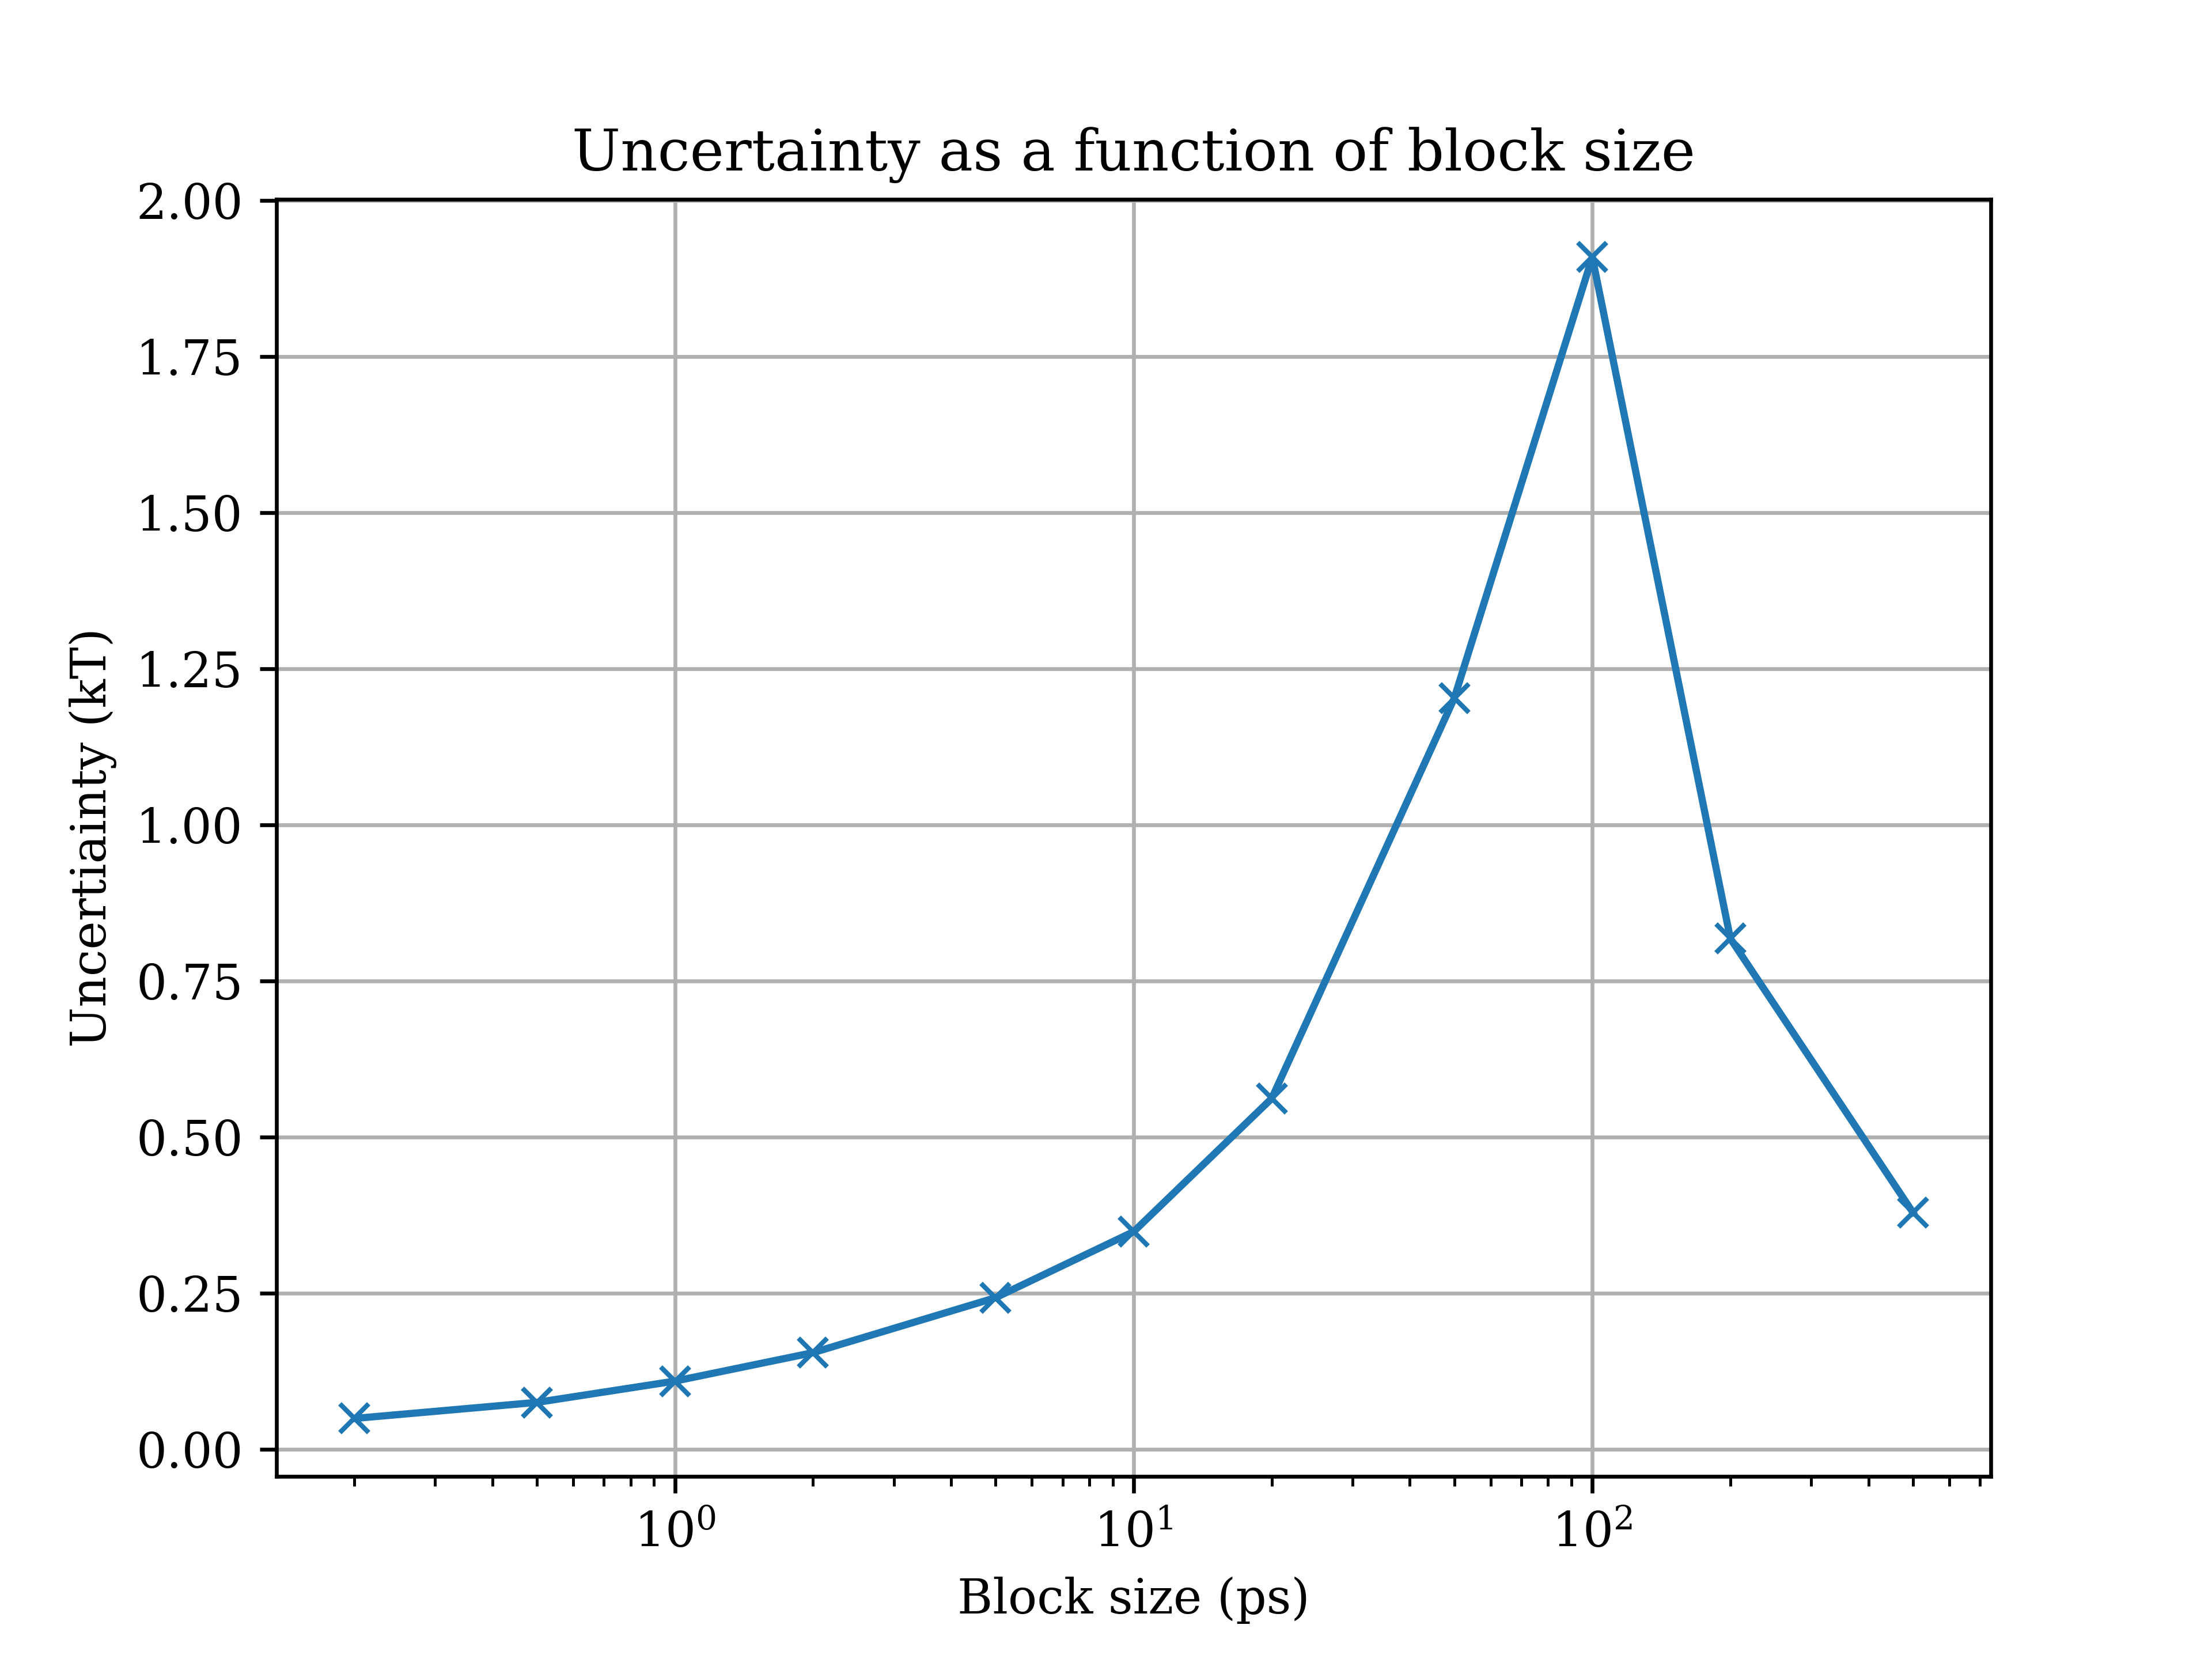 Uncertainty as a function of block size
2.00
1.75
1.50
1.25
1.00
0.75
0.50
0.25
0.00
Uncertiainty (kT)
10⁰ 10¹ 10²
Block size (ps)